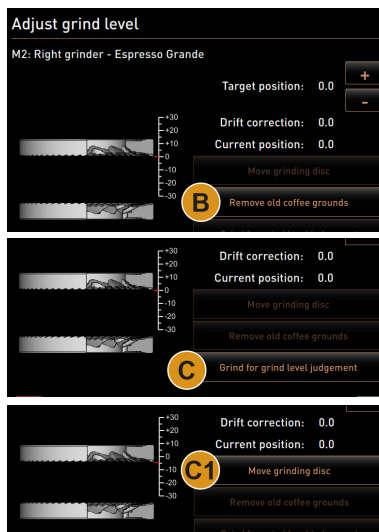 Adjust grind level
M2: Right grinder - Espresso Grande
Target position: 0.0
+
-
Drift correction: 0.0
Current position: 0.0
+30
+20
+10
0
-10
-20
-30
Move grinding disc
B
Remove old coffee grounds
Drift correction: 0.0
Current position: 0.0
+30
+20
+10
0
-10
-20
-30
Move grinding disc
Remove old coffee grounds
C
Grind for grind level judgement
Drift correction: 0.0
Current position: 0.0
+30
+20
+10
0
-10
-20
-30
C1
Move grinding disc
Remove old coffee grounds